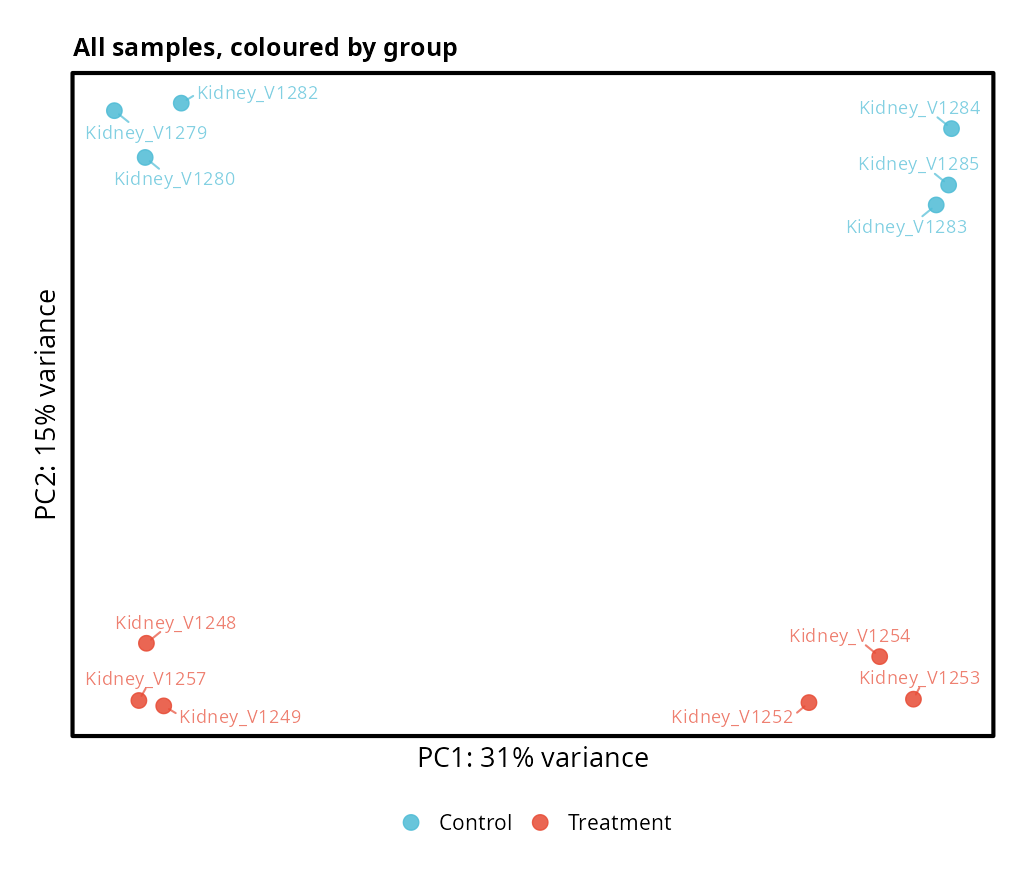 All samples, coloured by group
Kidney_V1282
Kidney_V1284
Kidney_V1279
Kidney_V1285
Kidney_V1280
Kidney_V1283
PC2: 15% variance
Kidney_V1248
Kidney_V1254
Kidney_V1257
Kidney_V1253
Kidney_V1249
Kidney_V1252
PC1: 31% variance
Control
Treatment